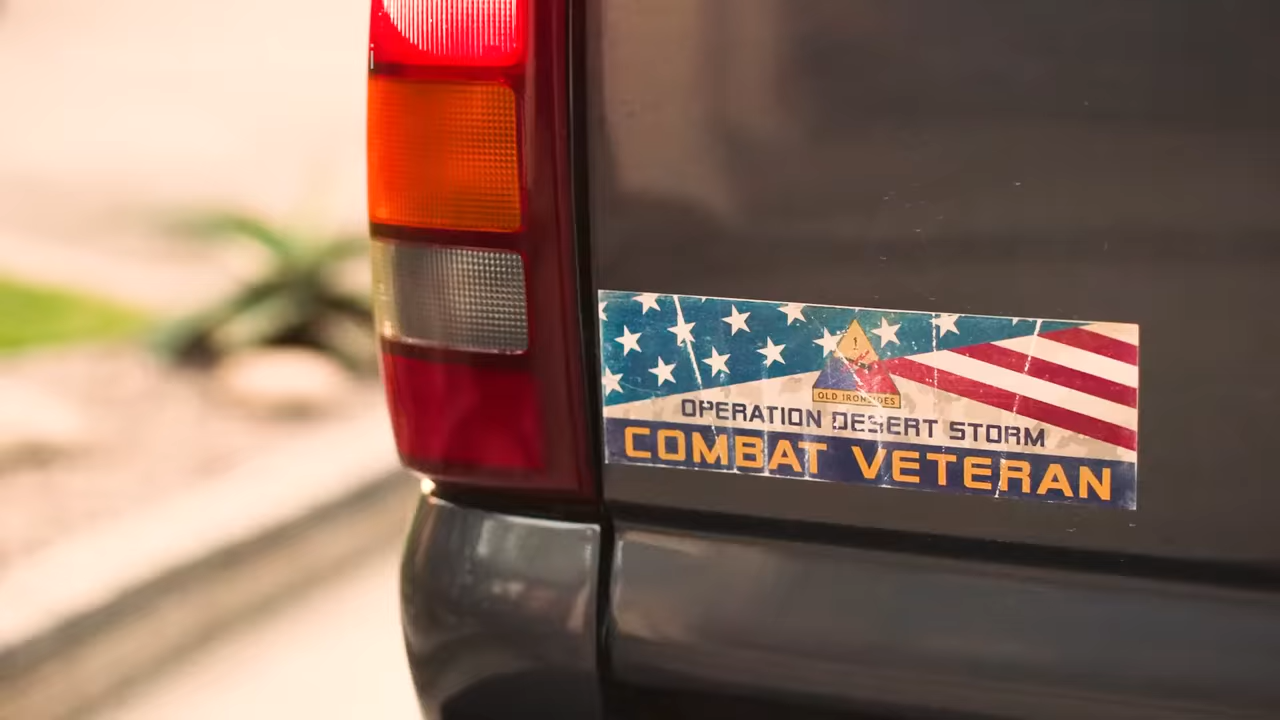 1
OLD IRONSIDES
OPERATION DESERT STORM
COMBAT VETERAN